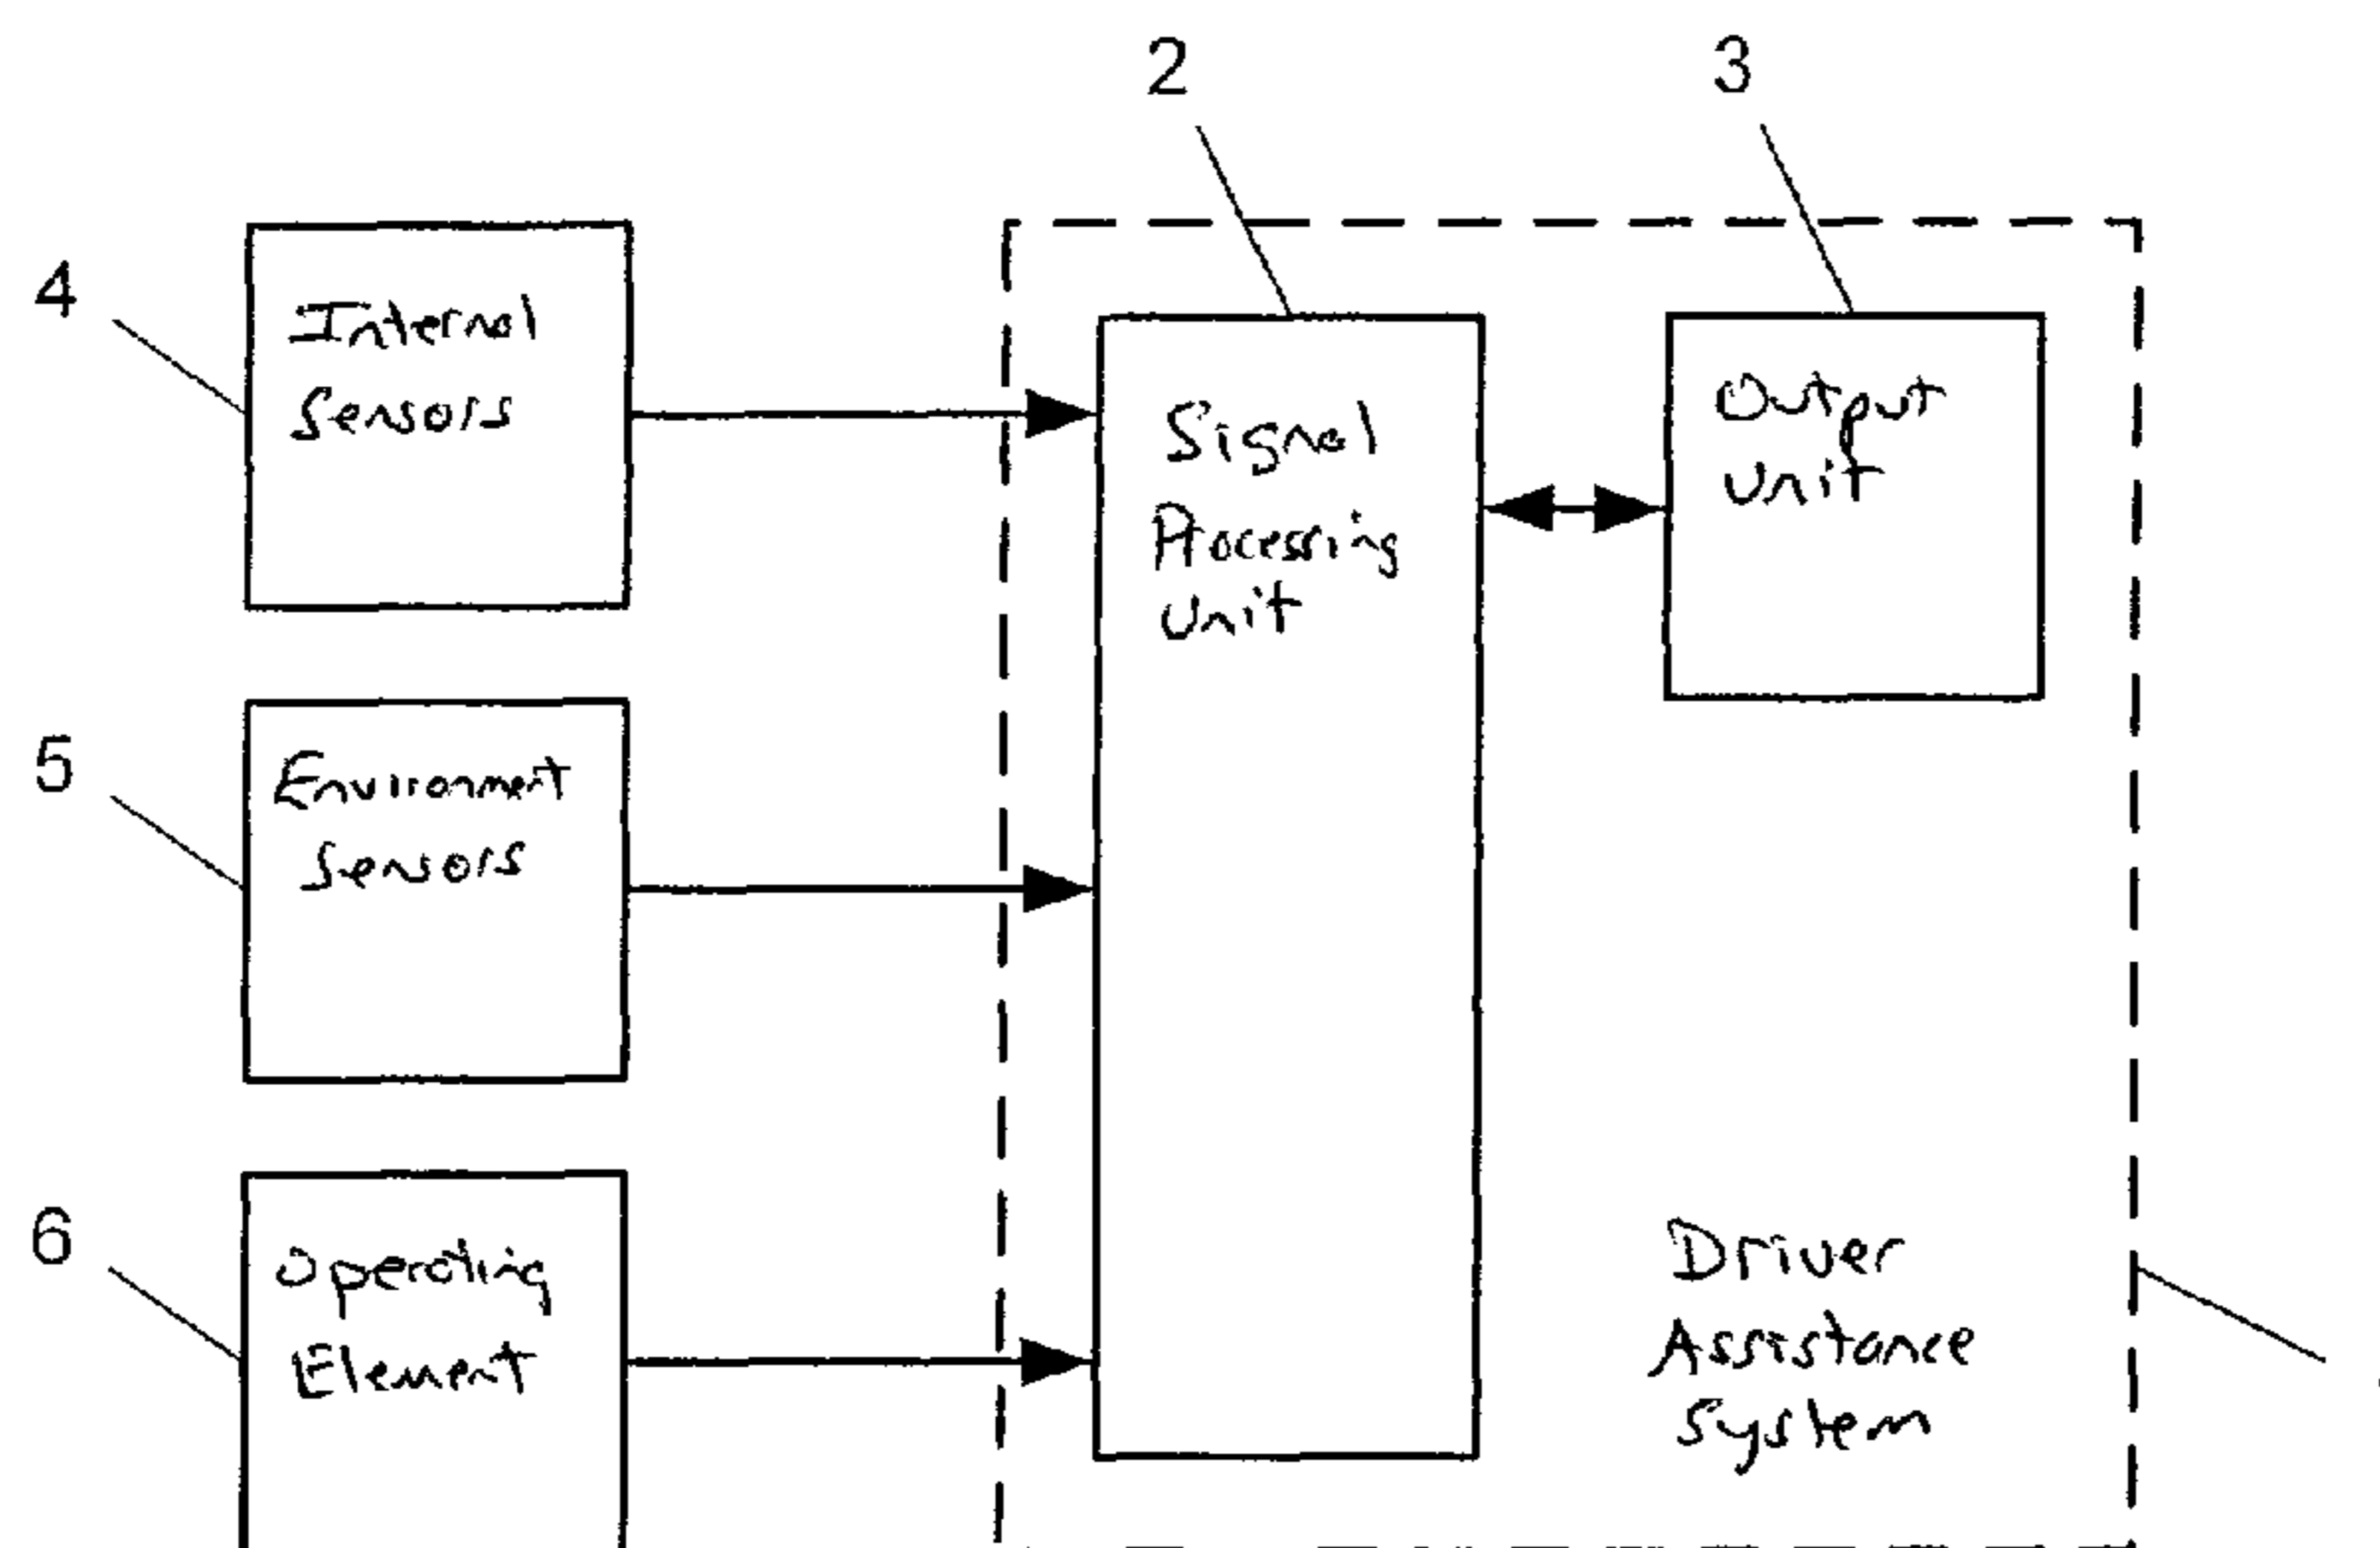 2
3
4
Internal
Sensors
Signal
Processing
Unit
Output
Unit
5
Environment
Sensors
6
Operating
Element
Driver
Assistance
System